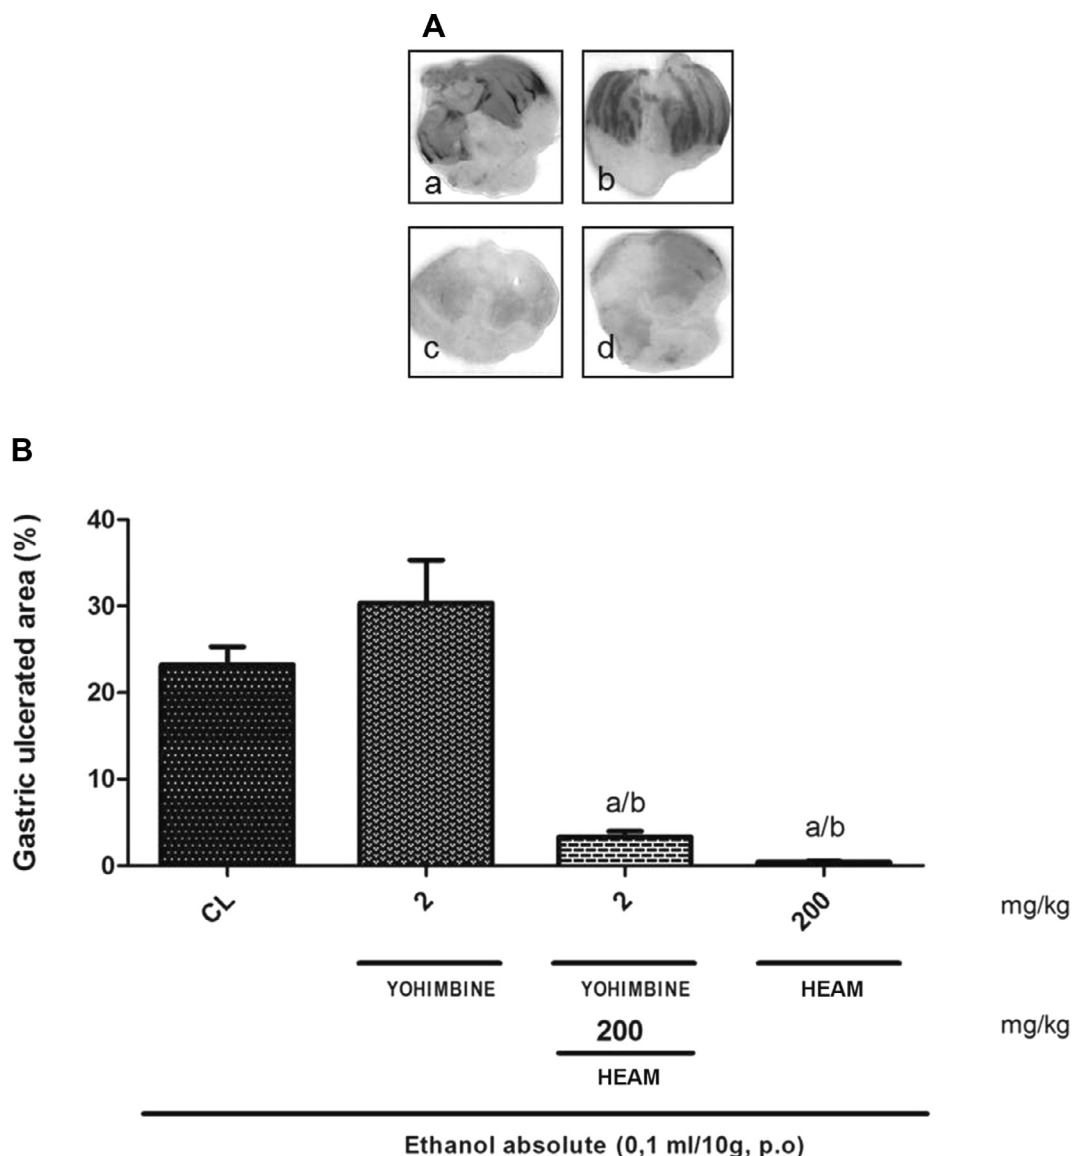 A
a
b
c
d
B
Gastric ulcerated area (%)
40
30
20
10
0
a/b
a/b
CL
2
2
200
mg/kg
YOHIMBINE
YOHIMBINE
HEAM
200
mg/kg
HEAM
Ethanol absolute (0,1 ml/10g, p.o)